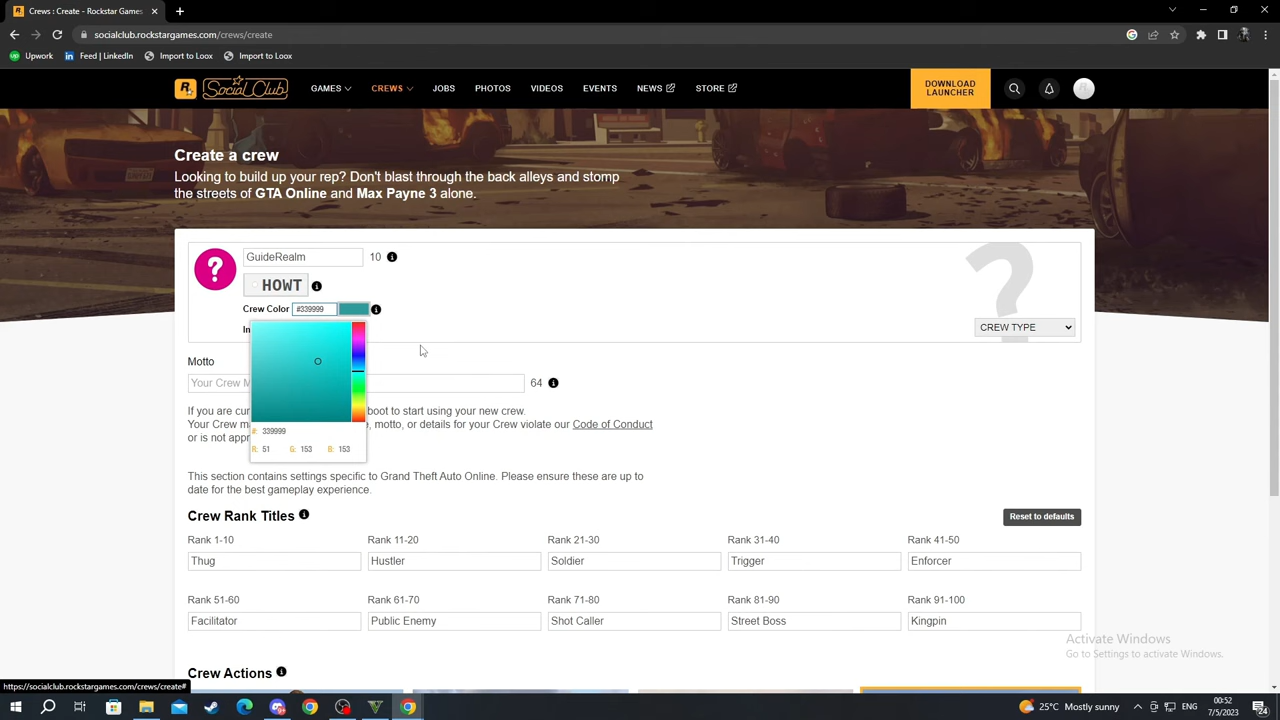 Crews : Create - Rockstar Games
socialclub.rockstargames.com/crews/create
Upwork
Feed | LinkedIn
Import to Loox
Import to Loox
R
Social Club
GAMES
CREWS
JOBS
PHOTOS
VIDEOS
EVENTS
NEWS
STORE
DOWNLOAD
LAUNCHER
Create a crew
Looking to build up your rep? Don't blast through the back alleys and stomp
the streets of GTA Online and Max Payne 3 alone.
?
GuideRealm
10
HOWT
Crew Color #339999
In
#: 339999
R: 51 G: 153 B: 153
?
CREW TYPE
Motto
Your Crew M
64
If you are cur boot to start using your new crew.
Your Crew m , motto, or details for your Crew violate our Code of Conduct
or is not appr
This section contains settings specific to Grand Theft Auto Online. Please ensure these are up to
date for the best gameplay experience.
Crew Rank Titles
Reset to defaults
Rank 1-10 Rank 11-20 Rank 21-30 Rank 31-40 Rank 41-50
Thug Hustler Soldier Trigger Enforcer
Rank 51-60 Rank 61-70 Rank 71-80 Rank 81-90 Rank 91-100
Facilitator Public Enemy Shot Caller Street Boss Kingpin
Activate Windows
Go to Settings to activate Windows.
Crew Actions
https://socialclub.rockstargames.com/crews/create#
25°C Mostly sunny
ENG
00:52
7/5/2023
24